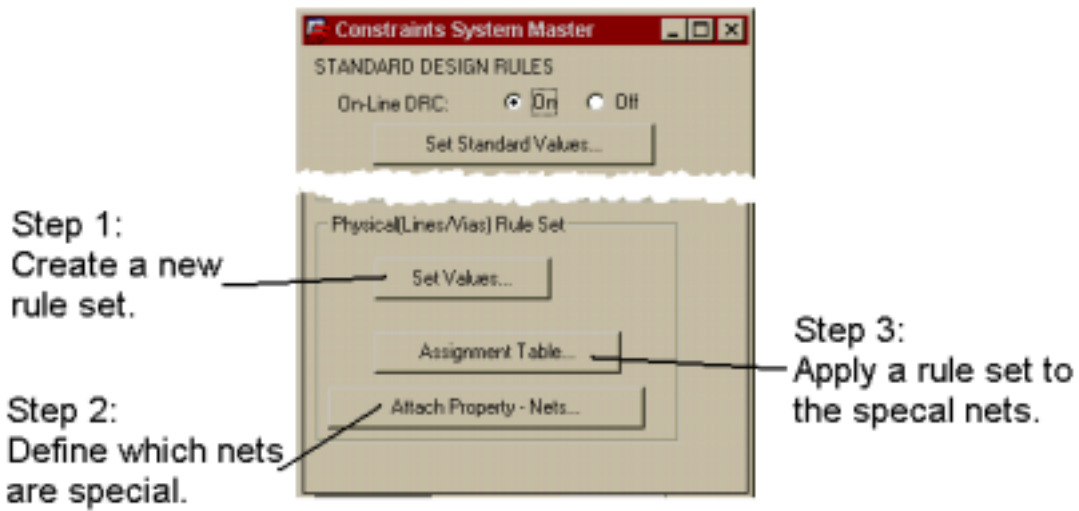 Constraints System Master
STANDARD DESIGN RULES
On-Line DRC: On Off
Set Standard Values...
Physical(Lines/Vias) Rule Set
Set Values...
Assignment Table...
Attach Property - Nets...
Step 1:
Create a new
rule set.
Step 2:
Define which nets
are special.
Step 3:
Apply a rule set to
the specal nets.